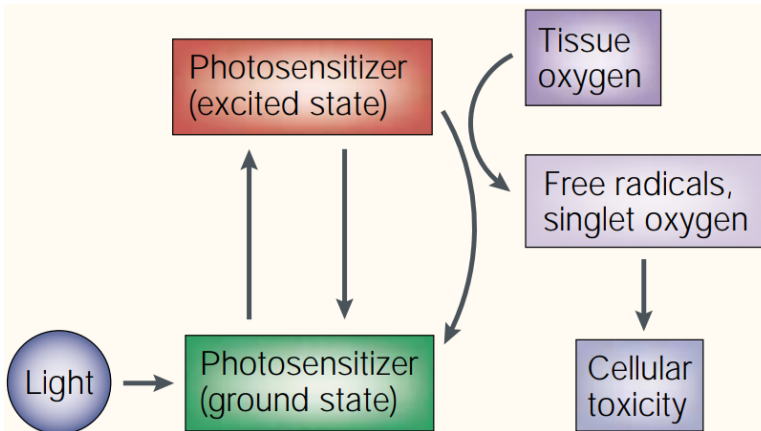 Photosensitizer
(excited state)
Tissue
oxygen
Free radicals,
singlet oxygen
Light
Photosensitizer
(ground state)
Cellular
toxicity